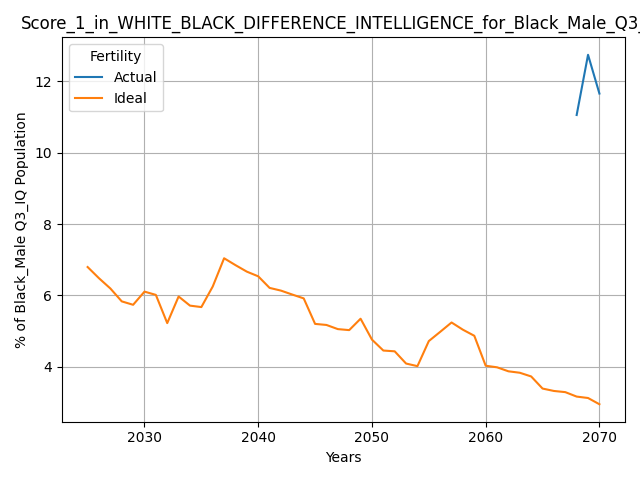 Score_1_in_WHITE_BLACK_DIFFERENCE_INTELLIGENCE_for_Black_Male_Q3_
Fertility
Actual
Ideal
% of Black_Male Q3_IQ Population
12
10
8
6
4
2030 2040 2050 2060 2070
Years